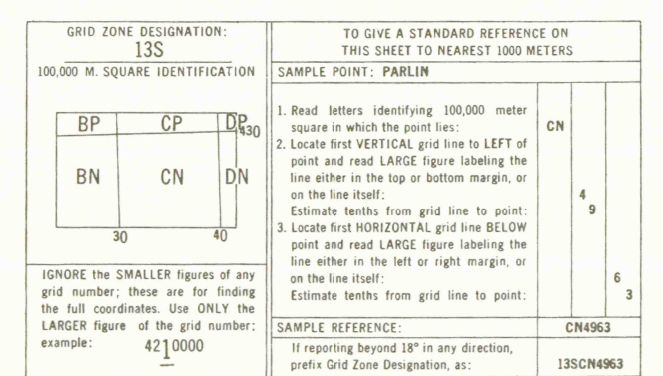 GRID ZONE DESIGNATION:
13S
100,000 M. SQUARE IDENTIFICATION
BP CP DP
430
BN CN DN
30 40
IGNORE the SMALLER figures of any
grid number; these are for finding
the full coordinates. Use ONLY the
LARGER figure of the grid number;
example: 4210000
TO GIVE A STANDARD REFERENCE ON
THIS SHEET TO NEAREST 1000 METERS
SAMPLE POINT: PARLIN
1. Read letters identifying 100,000 meter
square in which the point lies: CN
2. Locate first VERTICAL grid line to LEFT of
point and read LARGE figure labeling the
line either in the top or bottom margin, or
on the line itself: 4
Estimate tenths from grid line to point: 9
3. Locate first HORIZONTAL grid line BELOW
point and read LARGE figure labeling the
line either in the left or right margin, or
on the line itself: 6
Estimate tenths from grid line to point: 3
SAMPLE REFERENCE: CN4963
If reporting beyond 18° in any direction,
prefix Grid Zone Designation, as: 13SCN4963